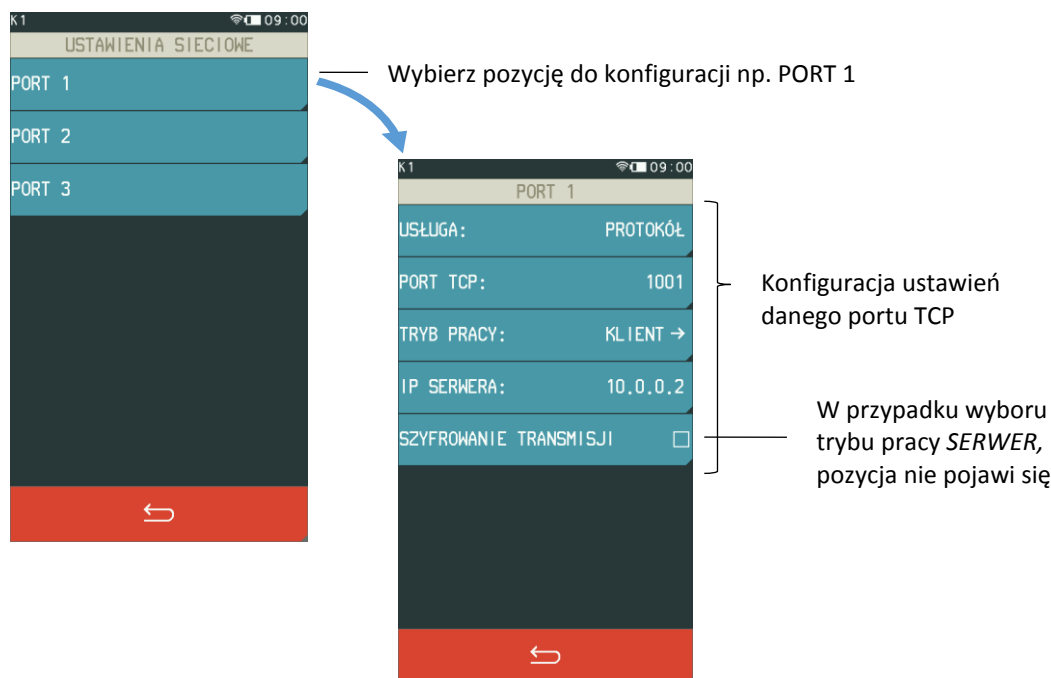 K1 09:00
USTAWIENIA SIECIOWE
PORT 1
PORT 2
PORT 3
Wybierz pozycję do konfiguracji np. PORT 1
K1 09:00
PORT 1
USŁUGA: PROTOKÓŁ
PORT TCP: 1001
TRYB PRACY: KLIENT →
IP SERWERA: 10.0.0.2
SZYFROWANIE TRANSMISJI
Konfiguracja ustawień
danego portu TCP
W przypadku wyboru
trybu pracy SERWER,
pozycja nie pojawi się